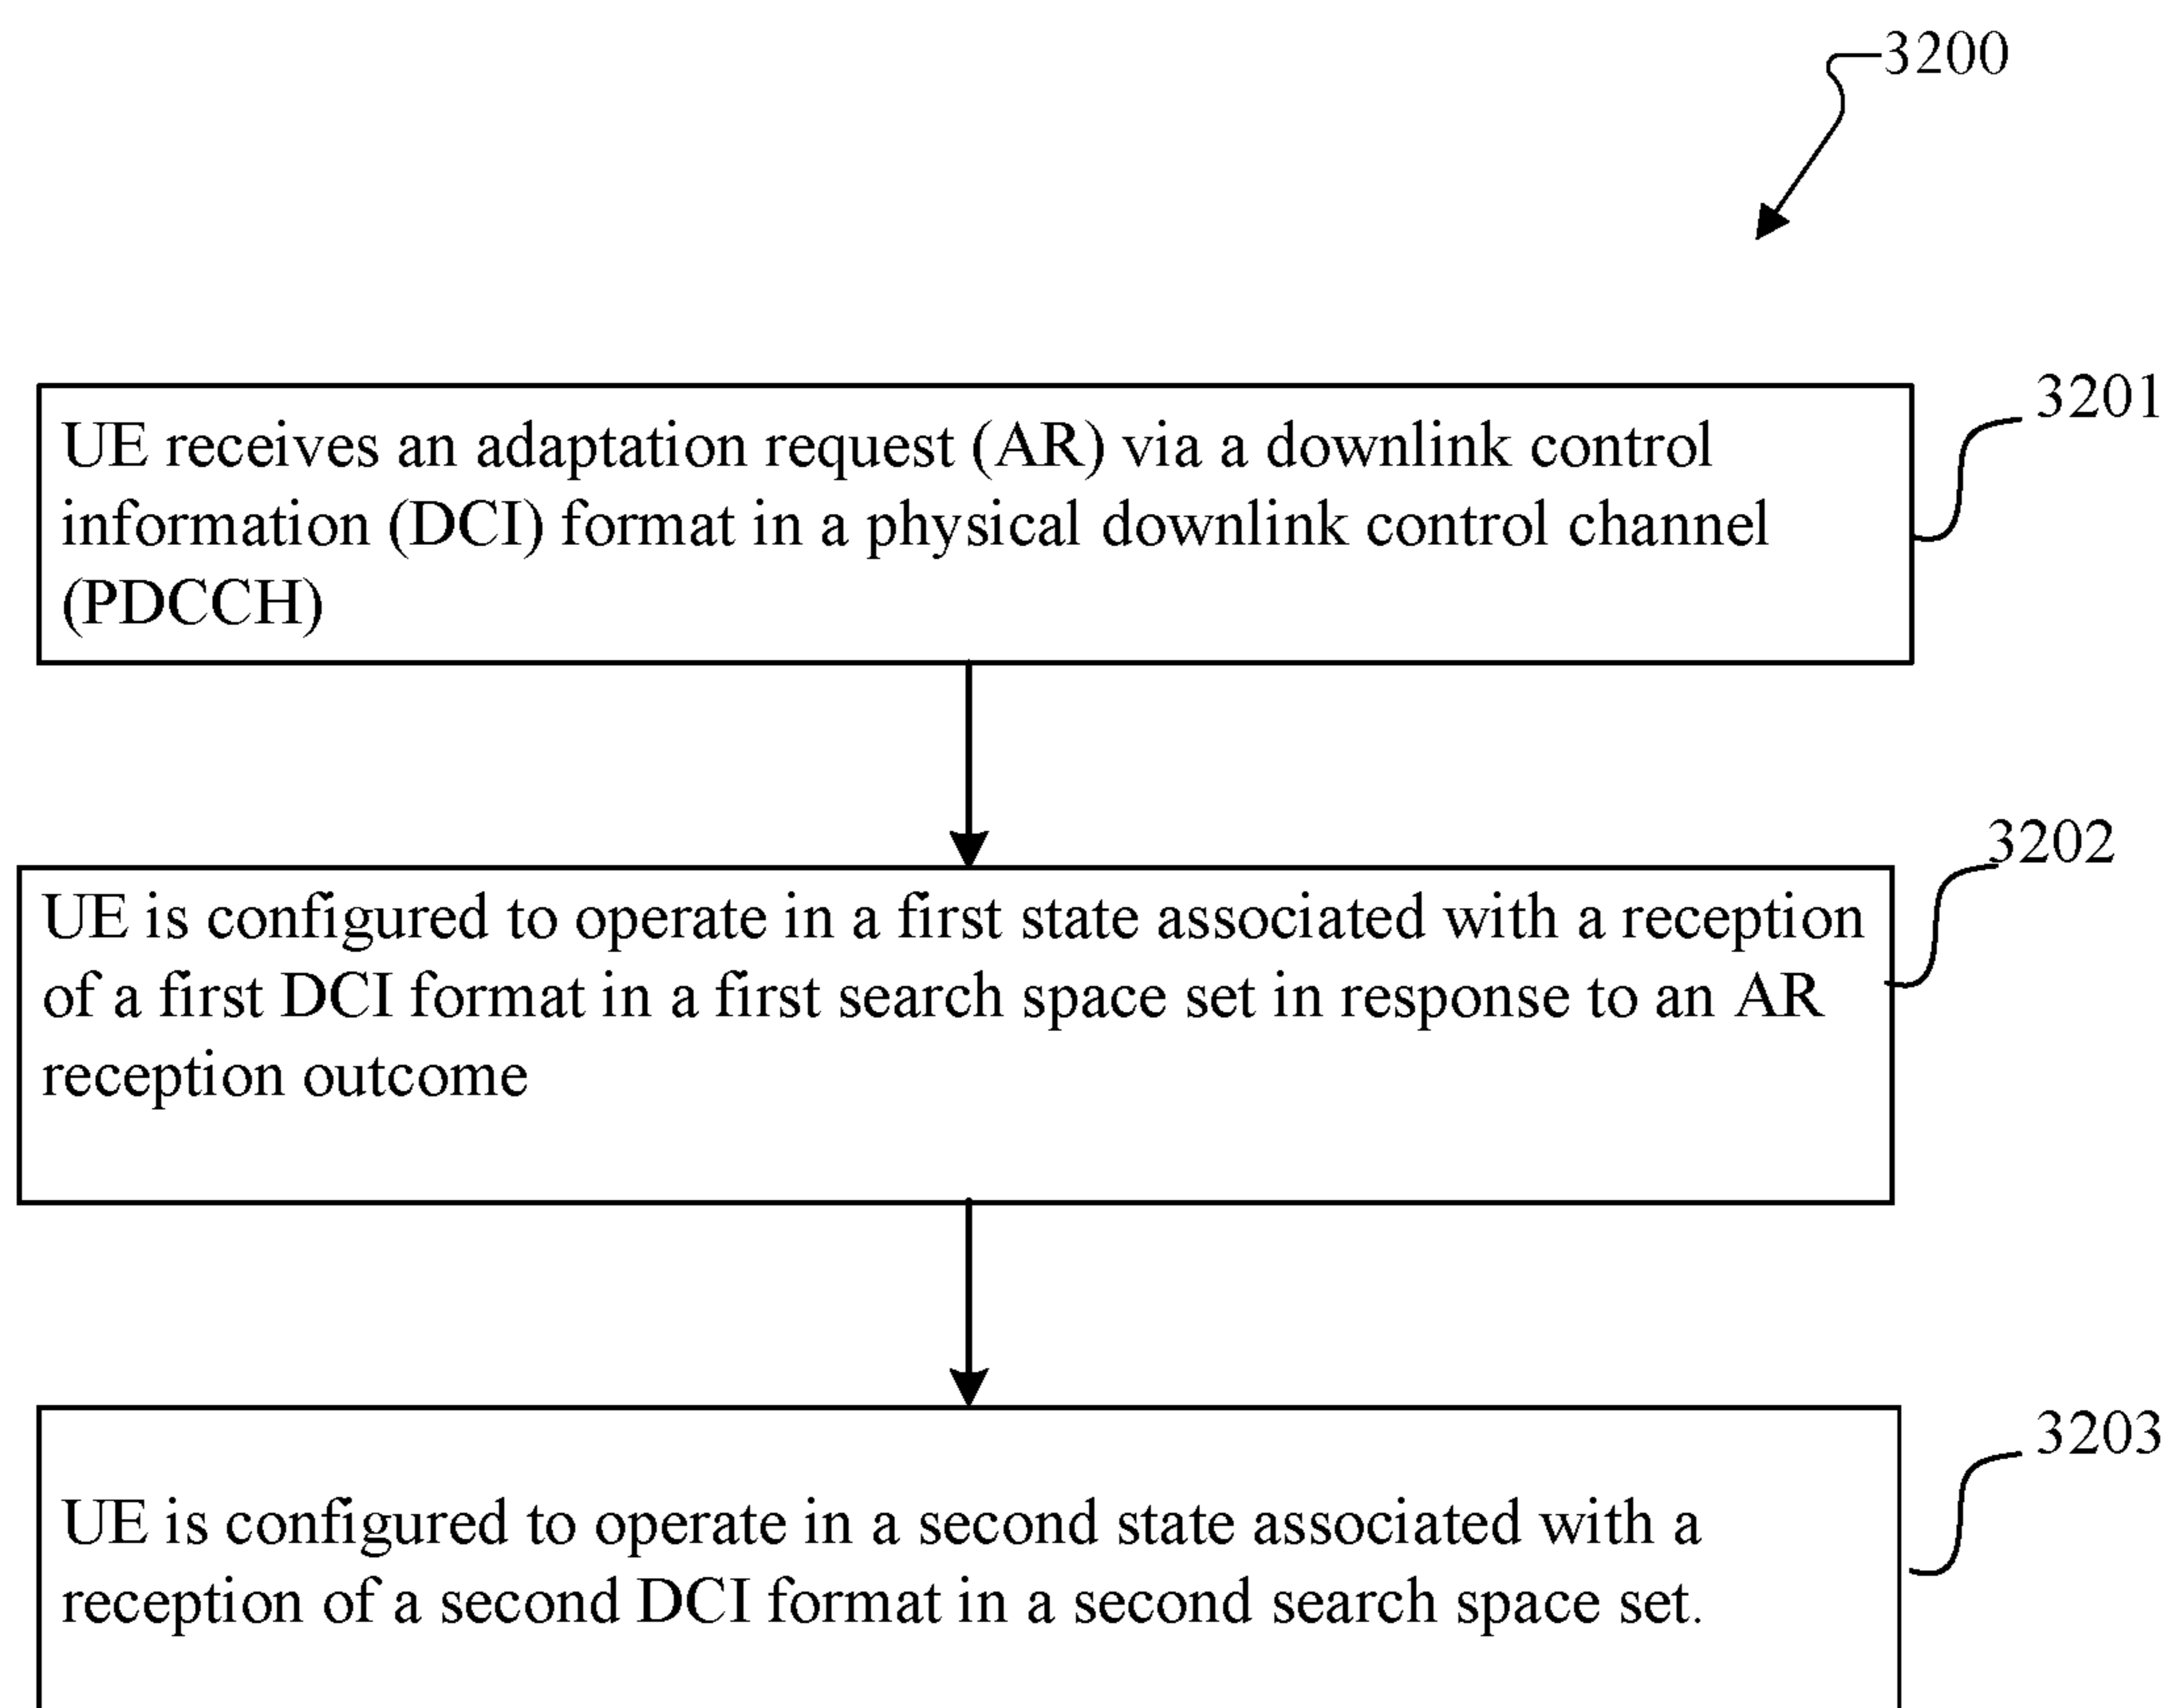 3200
3201
UE receives an adaptation request (AR) via a downlink control
information (DCI) format in a physical downlink control channel
(PDCCH)
3202
UE is configured to operate in a first state associated with a reception
of a first DCI format in a first search space set in response to an AR
reception outcome
3203
UE is configured to operate in a second state associated with a
reception of a second DCI format in a second search space set.